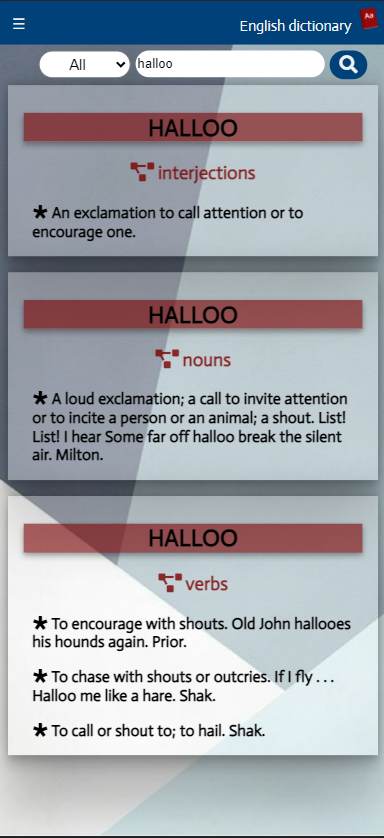 ☰ English dictionary Aa
All halloo
HALLOO
interjections
* An exclamation to call attention or to
encourage one.
HALLOO
nouns
* A loud exclamation; a call to invite attention
or to incite a person or an animal; a shout. List!
List! I hear Some far off halloo break the silent
air. Milton.
HALLOO
verbs
* To encourage with shouts. Old John hallooes
his hounds again. Prior.
* To chase with shouts or outcries. If I fly . . .
Halloo me like a hare. Shak.
* To call or shout to; to hail. Shak.